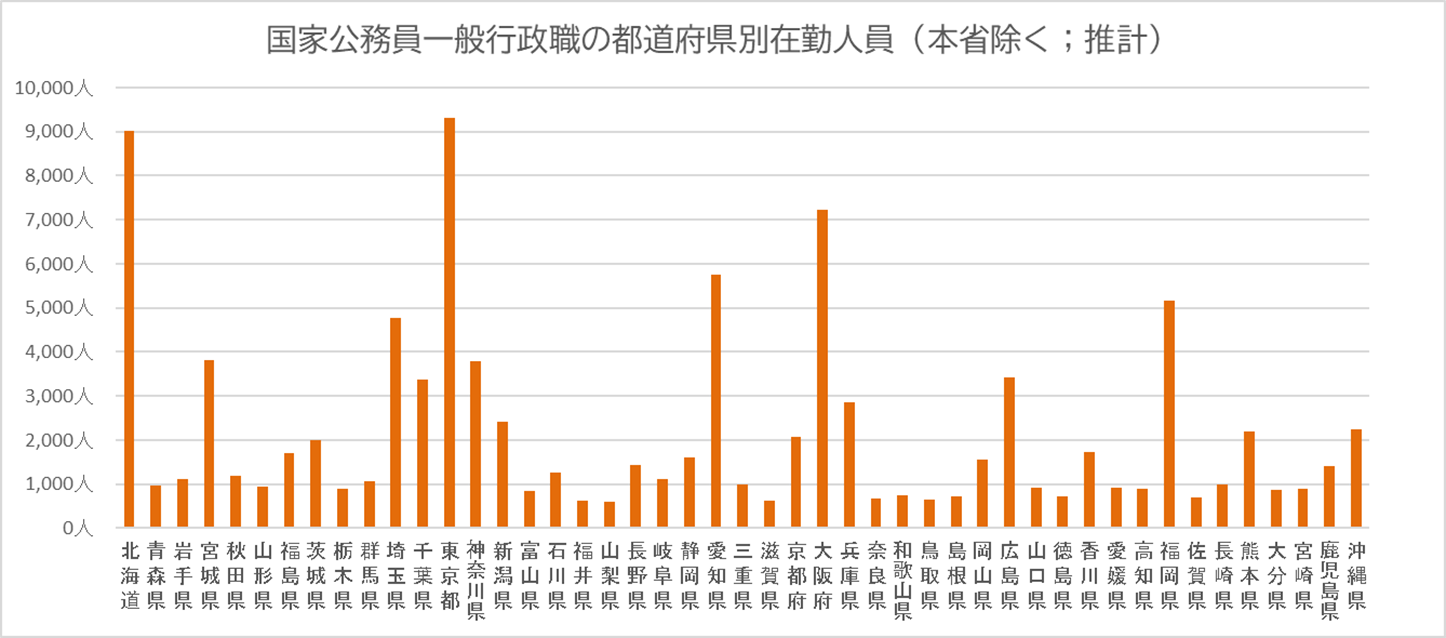 国家公務員一般行政職の都道府県別在勤人員（本省除く；推計）
10,000人
9,000人
8,000人
7,000人
6,000人
5,000人
4,000人
3,000人
2,000人
1,000人
0人
北海道
青森県
岩手県
宮城県
秋田県
山形県
福島県
茨城県
栃木県
群馬県
埼玉県
千葉県
東京都
神奈川県
新潟県
富山県
石川県
福井県
山梨県
長野県
岐阜県
静岡県
愛知県
三重県
滋賀県
京都府
大阪府
兵庫県
奈良県
和歌山県
鳥取県
島根県
岡山県
広島県
山口県
徳島県
香川県
愛媛県
高知県
福岡県
佐賀県
長崎県
熊本県
大分県
宮崎県
鹿児島県
沖縄県